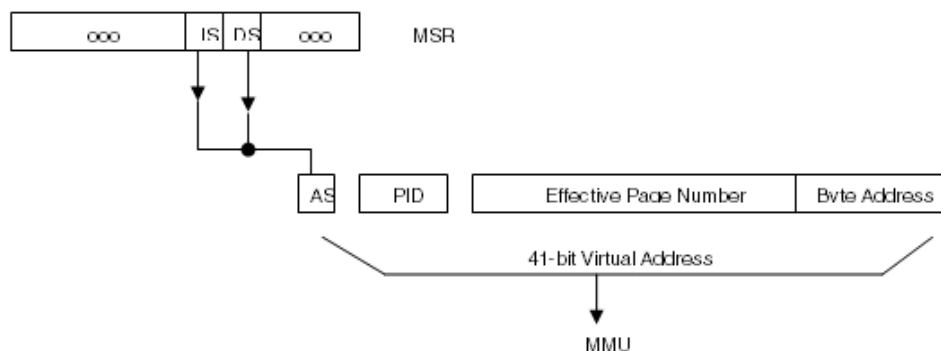 ooo IS DS ooo MSR
AS PID Effective Page Number Byte Address
41-bit Virtual Address
MMU